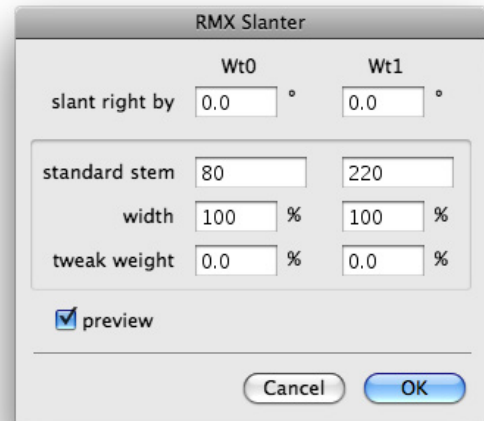 RMX Slanter
Wt0 Wt1
slant right by 0.0 ° 0.0 °
standard stem 80 220
width 100 % 100 %
tweak weight 0.0 % 0.0 %
preview
Cancel OK